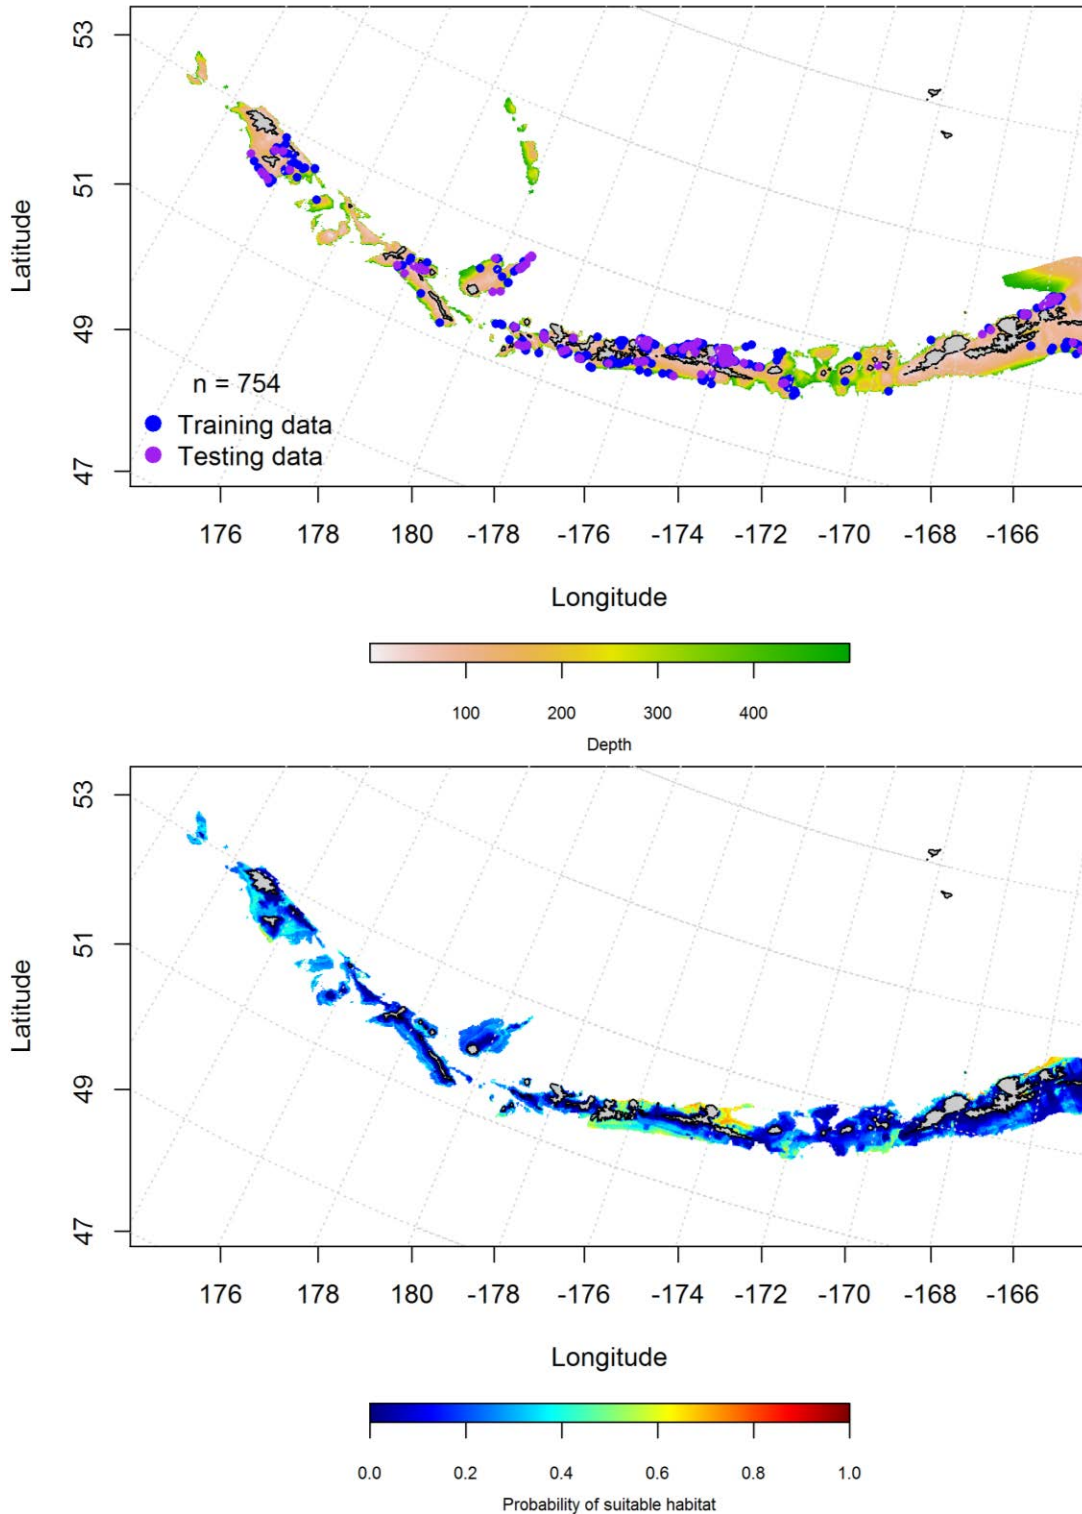 53
51
49
47
Latitude
n = 754
Training data
Testing data
176 178 180 -178 -176 -174 -172 -170 -168 -166
Longitude
100 200 300 400
Depth
53
51
49
47
Latitude
176 178 180 -178 -176 -174 -172 -170 -168 -166
Longitude
0.0 0.2 0.4 0.6 0.8 1.0
Probability of suitable habitat